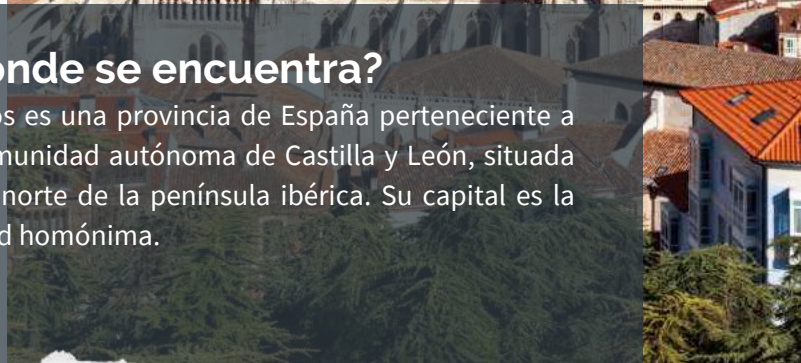 onde se encuentra?
os es una provincia de España perteneciente a
munidad autónoma de Castilla y León, situada
norte de la península ibérica. Su capital es la
d homónima.